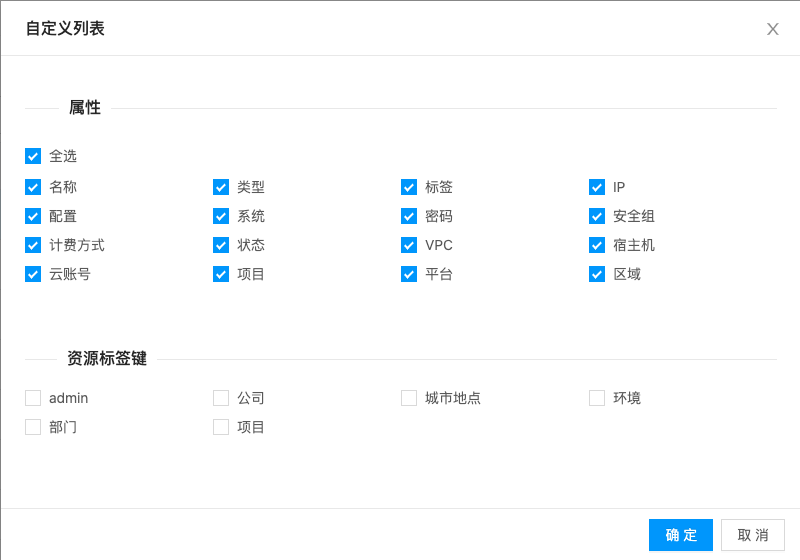 自定义列表
属性
全选
名称 类型 标签 IP
配置 系统 密码 安全组
计费方式 状态 VPC 宿主机
云账号 项目 平台 区域
资源标签键
admin 公司 城市地点 环境
部门 项目
确 定 取 消